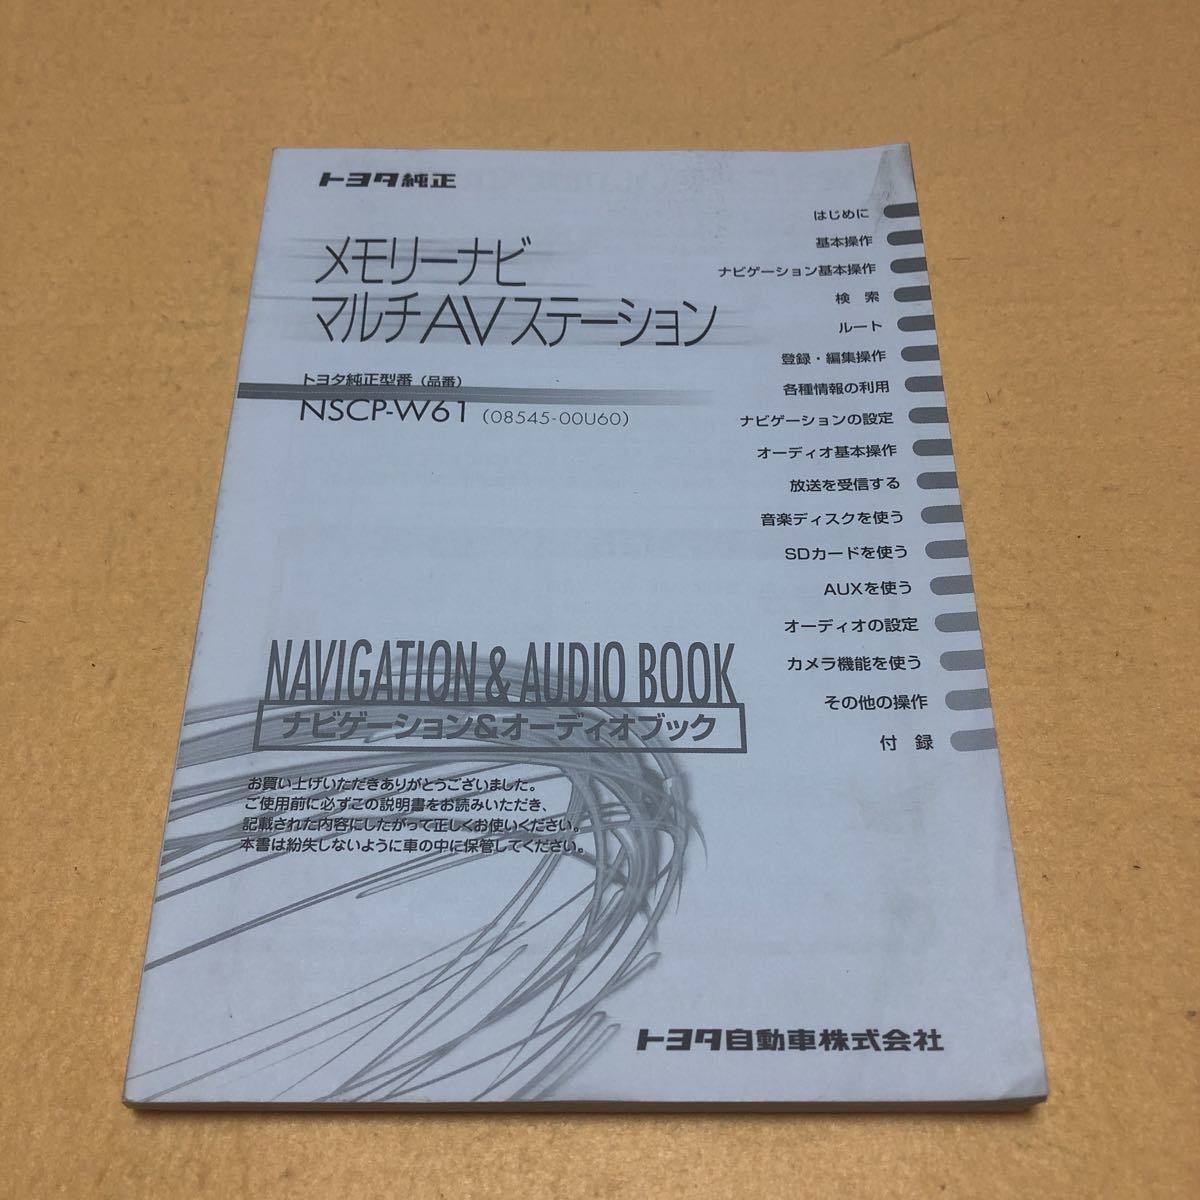 トヨタ純正
メモリーナビ
マルチAVステーション
トヨタ純正型番（品番）
NSCP-W61（08545-00U60）
はじめに
基本操作
ナビゲーション基本操作
検 索
ルート
登録・編集操作
各種情報の利用
ナビゲーションの設定
オーディオ基本操作
放送を受信する
音楽ディスクを使う
SDカードを使う
AUXを使う
オーディオの設定
カメラ機能を使う
その他の操作
付 録
NAVIGATION & AUDIO BOOK
ナビゲーション&オーディオブック
お買い上げいただきありがとうございました。
ご使用前に必ずこの説明書をお読みいただき、
記載された内容にしたがって正しくお使いください。
本書は紛失しないように車の中に保管してください。
トヨタ自動車株式会社